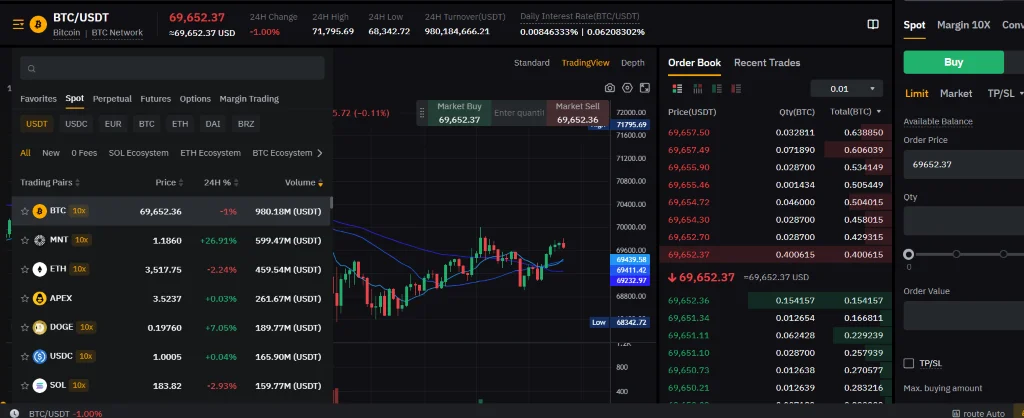 BTC/USDT
Bitcoin | BTC Network
69,652.37
≈69,652.37 USD
24H Change
-1.00%
24H High
71,795.69
24H Low
68,342.72
24H Turnover(USDT)
980,184,666.21
Daily Interest Rate(BTC/USDT)
0.00846333% | 0.06208302%
Favorites Spot Perpetual Futures Options Margin Trading
USDT USDC EUR BTC ETH DAI BRZ
All New 0 Fees SOL Ecosystem ETH Ecosystem BTC Ecosystem
Trading Pairs Price 24H % Volume
BTC 10x 69,652.36 -1% 980.18M (USDT)
MNT 10x 1.1860 +26.91% 599.47M (USDT)
ETH 10x 3,517.75 -2.24% 459.54M (USDT)
APEX 3.5237 +0.03% 261.67M (USDT)
DOGE 10x 0.19760 +7.05% 189.77M (USDT)
USDC 10x 1.0005 +0.04% 165.90M (USDT)
SOL 10x 183.82 -2.93% 159.77M (USDT)
Standard TradingView Depth
5.72 (−0.11%)
Market Buy
69,652.37
Enter quantit
Market Sell
69,652.36
72000.00
High 71795.69
71600.00
71200.00
70800.00
70400.00
70000.00
69600.00
69439.58
69411.42
69232.97
68800.00
Low 68342.72
1.2K
800
400
Order Book Recent Trades
0.01
Price(USDT) Qty(BTC) Total(BTC)
69,657.50 0.032811 0.638850
69,657.49 0.071890 0.606039
69,655.90 0.028700 0.534149
69,655.46 0.001434 0.505449
69,654.72 0.046000 0.504015
69,654.30 0.028700 0.458015
69,652.70 0.028700 0.429315
69,652.37 0.400615 0.400615
69,652.37 ≈69,652.37 USD
69,652.36 0.154157 0.154157
69,651.34 0.012654 0.166811
69,651.11 0.062428 0.229239
69,651.10 0.028700 0.257939
69,650.73 0.012638 0.270577
69,650.21 0.012639 0.283216
Spot Margin 10X Conv
Buy
Limit Market TP/SL
Available Balance
Order Price
69652.37
Qty
0
Order Value
TP/SL
Max. buying amount
BTC/USDT -1.00%
route Auto